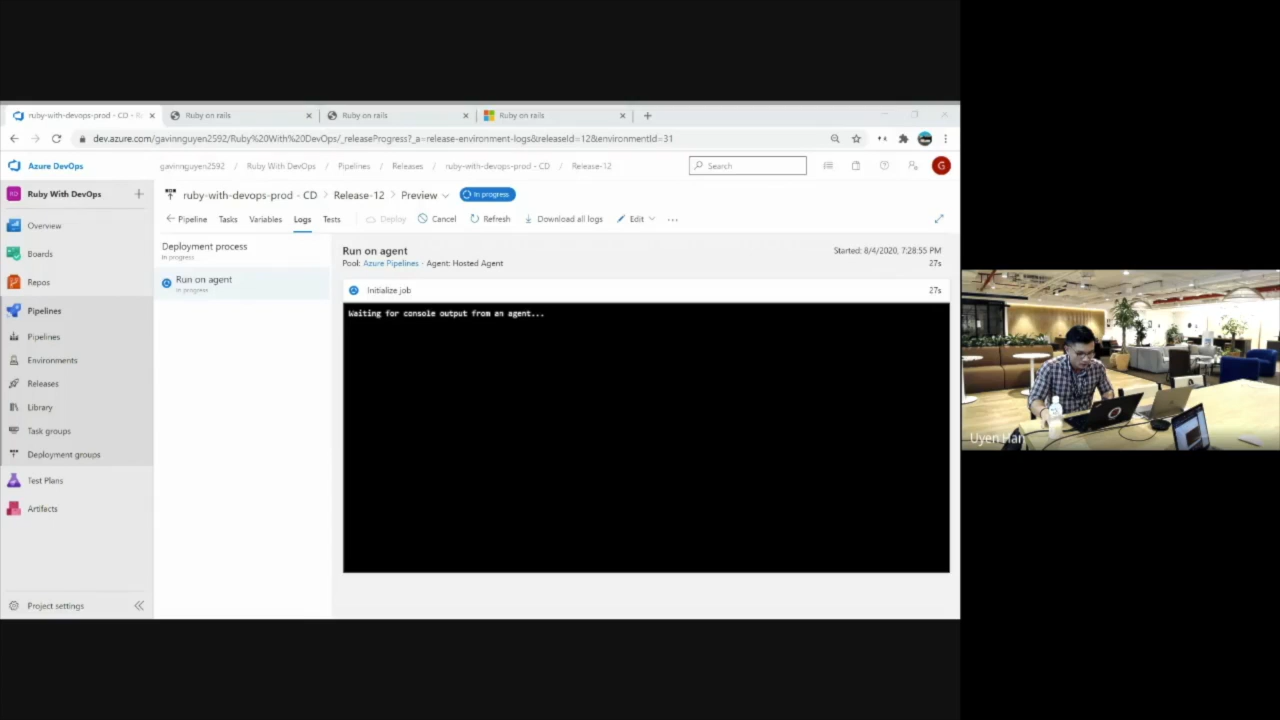 ruby-with-devops-prod - CD - R
Ruby on rails
Ruby on rails
Ruby on rails
dev.azure.com/gavinnguyen2592/Ruby%20With%20DevOps/_releaseProgress?_a=release-environment-logs&releaseId=12&environmentId=31
Azure DevOps
gavinnguyen2592 / Ruby With DevOps / Pipelines / Releases / ruby-with-devops-prod - CD / Release-12
Search
G
Ruby With DevOps
ruby-with-devops-prod - CD > Release-12 > Preview
In progress
Pipeline
Tasks
Variables
Logs
Tests
Deploy
Cancel
Refresh
Download all logs
Edit
...
Overview
Boards
Repos
Pipelines
Pipelines
Environments
Releases
Library
Task groups
Deployment groups
Test Plans
Artifacts
Project settings
Deployment process
In progress
Run on agent
In progress
Run on agent
Started: 8/4/2020, 7:28:55 PM
Pool: Azure Pipelines · Agent: Hosted Agent
27s
Initialize job
27s
Waiting for console output from an agent...
Uyen Han